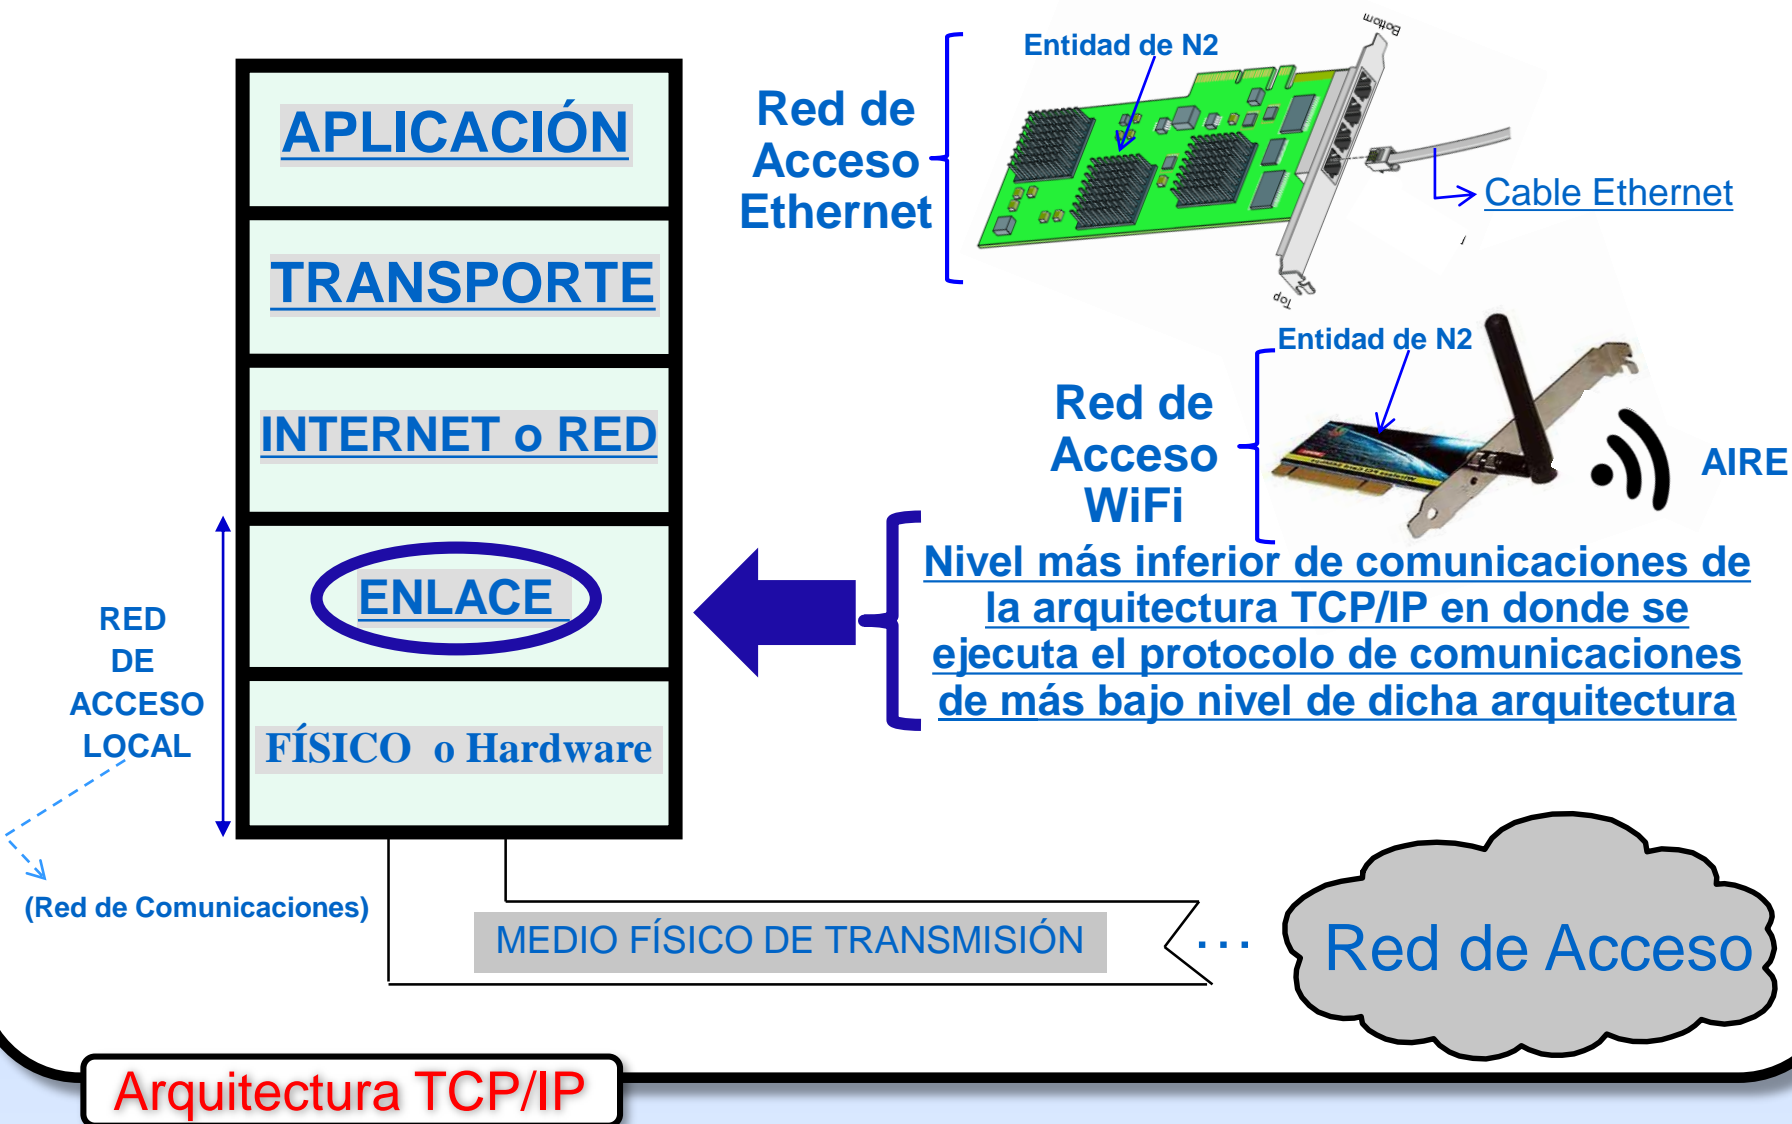 Entidad de N2
Bottom
Red de
Acceso
Ethernet
Cable Ethernet
Top
APLICACIÓN
TRANSPORTE
INTERNET o RED
ENLACE
FÍSICO o Hardware
Entidad de N2
Red de
Acceso
WiFi
AIRE
Nivel más inferior de comunicaciones de
la arquitectura TCP/IP en donde se
ejecuta el protocolo de comunicaciones
de más bajo nivel de dicha arquitectura
RED
DE
ACCESO
LOCAL
(Red de Comunicaciones)
MEDIO FÍSICO DE TRANSMISIÓN
...
Red de Acceso
Arquitectura TCP/IP